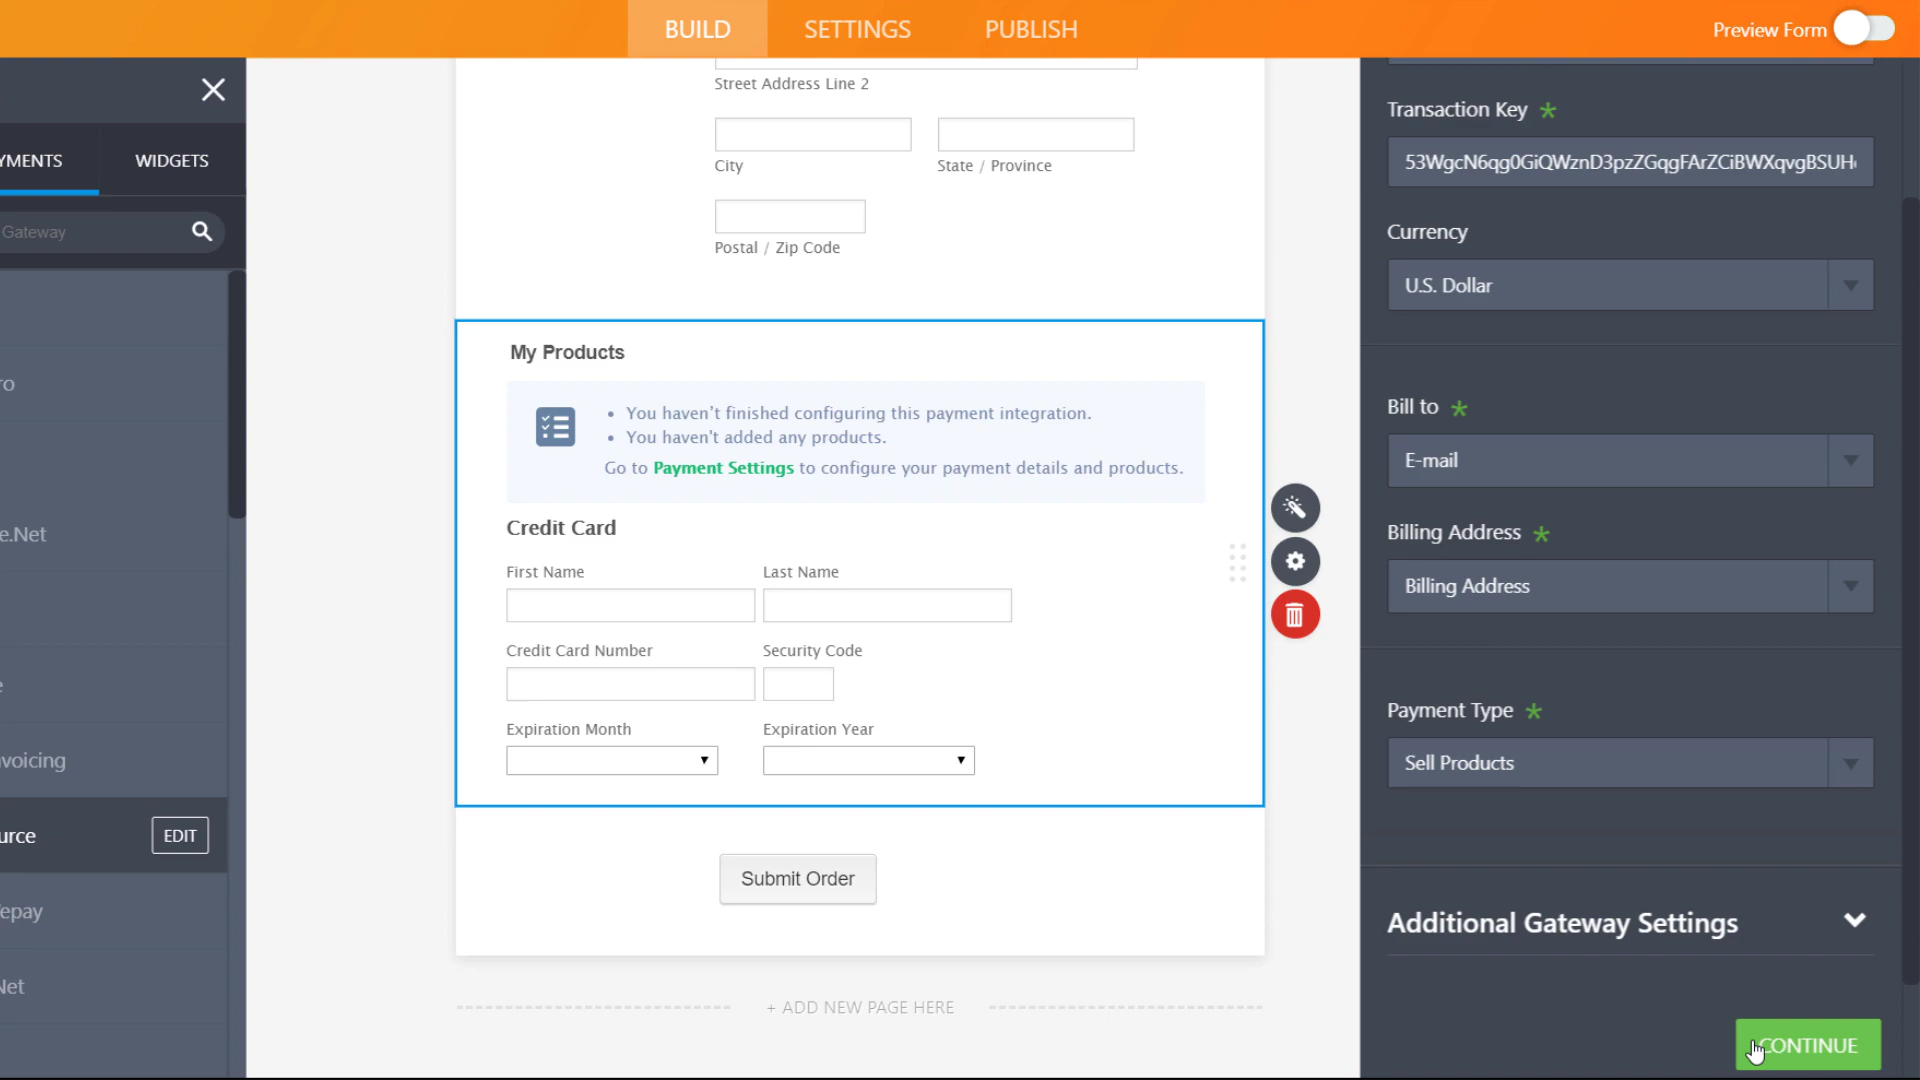 BUILD
SETTINGS
PUBLISH
Preview Form
YMENTS
WIDGETS
Gateway
ro
e.Net
e
voicing
urce
EDIT
epay
Net
Street Address Line 2
City
State / Province
Postal / Zip Code
My Products
• You haven't finished configuring this payment integration.
• You haven't added any products.
Go to Payment Settings to configure your payment details and products.
Credit Card
First Name
Last Name
Credit Card Number
Security Code
Expiration Month
Expiration Year
Submit Order
+ ADD NEW PAGE HERE
Transaction Key *
53WgcN6qg0GiQWznD3pzZGqgFArZCiBWXqvgBSUH
Currency
U.S. Dollar
Bill to *
E-mail
Billing Address *
Billing Address
Payment Type *
Sell Products
Additional Gateway Settings
CONTINUE